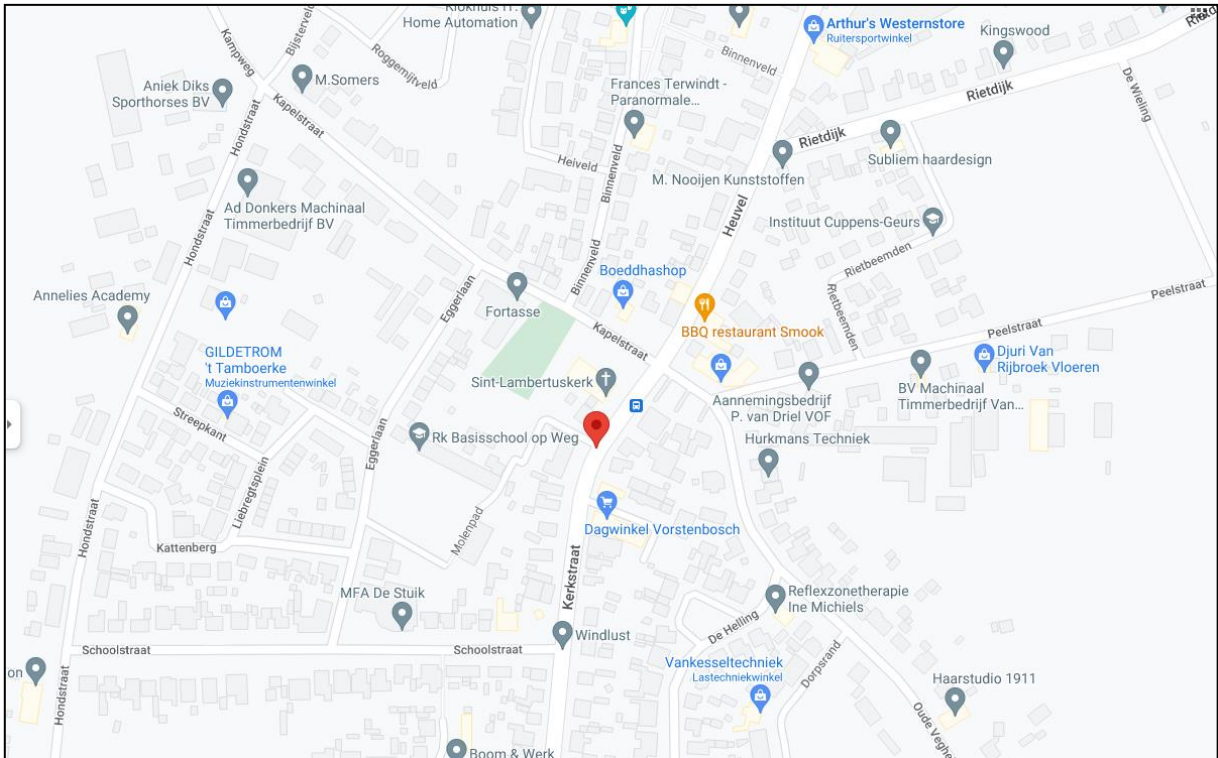 Klokhuis IT.
Home Automation
Arthur's Westernstore
Ruitersportwinkel
Kingswood
Binnenveld
Kampweg
Bijsterveld
Roggemijtveld
Aniek Diks
Sporthorses BV
M.Somers
Frances Terwindt -
Paranormale...
Rietdijk
De Wieling
Kapelstraat
Hondstraat
Rietdijk
Subliem haardesign
Heiveld
Binnenveld
M. Nooijen Kunststoffen
Ad Donkers Machinaal
Timmerbedrijf BV
Heuvel
Instituut Cuppens-Geurs
Hondstraat
Rietbeemden
Binnenveld
Boeddhashop
Eggerlaan
Annelies Academy
Fortasse
Rietbeemden
Peelstraat
Kapelstraat
BBQ restaurant Smook
Peelstraat
GILDETROM
't Tamboerke
Muziekinstrumentenwinkel
Djuri Van
Rijbroek Vloeren
Sint-Lambertuskerk
Aannemingsbedrijf
P. van Driel VOF
BV Machinaal
Timmerbedrijf Van...
Streepkant
Rk Basisschool op Weg
Hurkmans Techniek
Eggerlaan
Liebregtsplein
Molenpad
Dagwinkel Vorstenbosch
Hondstraat
Kattenberg
Kerkstraat
MFA De Stuik
Reflexzonetherapie
Ine Michiels
De Helling
Windlust
Schoolstraat
Schoolstraat
Vankesseltechniek
Lastechniekwinkel
Dorpsrand
on
Haarstudio 1911
Hondstraat
Oude Veghe
Boom & Werk